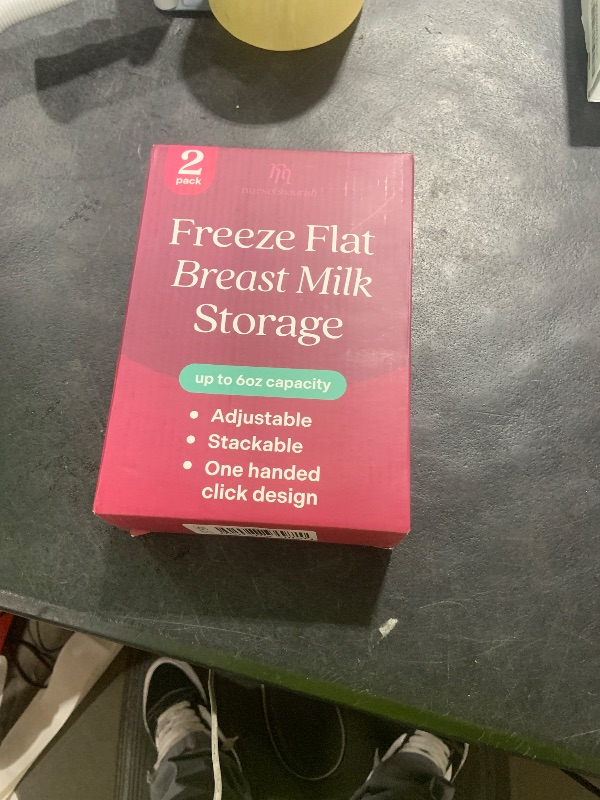 2
pack
Freeze Flat
Breast Milk
Storage
up to 6oz capacity
• Adjustable
• Stackable
• One handed
click design